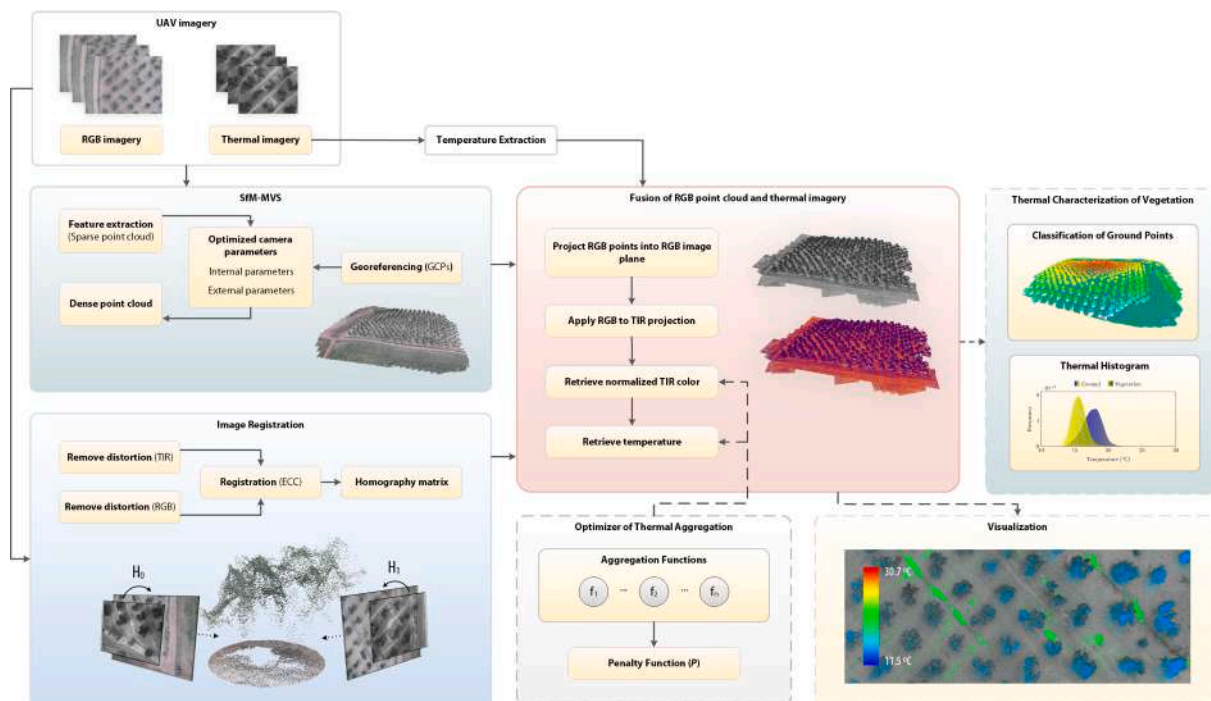 UAV imagery
RGB imagery
Thermal imagery
Temperature Extraction
SfM-MVS
Feature extraction
(Sparse point cloud)
Optimized camera
parameters
Internal parameters
External parameters
Georeferencing (GCPs)
Dense point cloud
Fusion of RGB point cloud and thermal imagery
Project RGB points into RGB image
plane
Apply RGB to TIR projection
Retrieve normalized TIR color
Retrieve temperature
Thermal Characterization of Vegetation
Classification of Ground Points
Thermal Histogram
Ground
Vegetation
Frequency
Temperature (°C)
Image Registration
Remove distortion (TIR)
Registration (ECC)
Homography matrix
Remove distortion (RGB)
H₀
H₁
Optimizer of Thermal Aggregation
Aggregation Functions
f₁ ... f₂ ... fₙ
Penalty Function (P)
Visualization
30.7 ºC
11.5 ºC